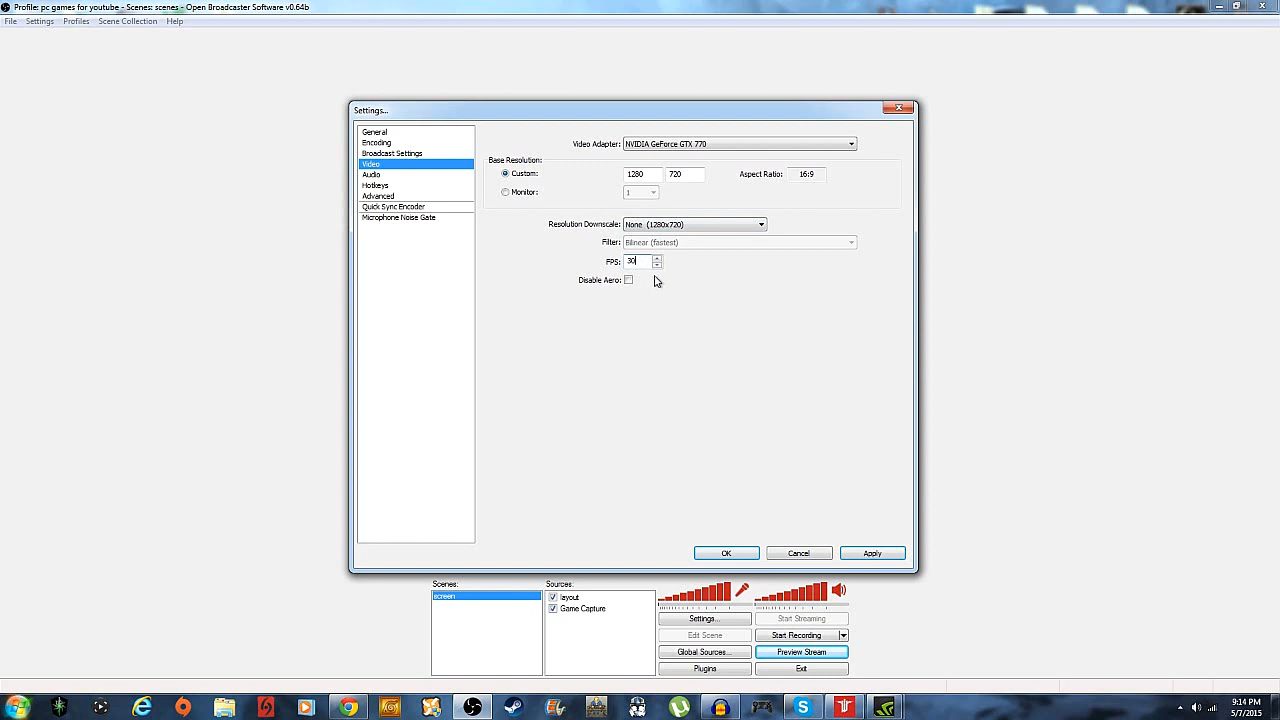 Profile: pc games for youtube - Scenes: scenes - Open Broadcaster Software v0.64b
File Settings Profiles Scene Collection Help
Settings...
General
Encoding
Broadcast Settings
Video
Audio
Hotkeys
Advanced
Quick Sync Encoder
Microphone Noise Gate
Video Adapter: NVIDIA GeForce GTX 770
Base Resolution:
Custom: 1280 720 Aspect Ratio: 16:9
Monitor: 1
Resolution Downscale: None (1280x720)
Filter: Bilinear (fastest)
FPS: 30
Disable Aero:
OK Cancel Apply
Scenes:
screen
Sources:
layout
Game Capture
Settings... Start Streaming
Edit Scene Start Recording
Global Sources... Preview Stream
Plugins Exit
9:14 PM
5/7/2015